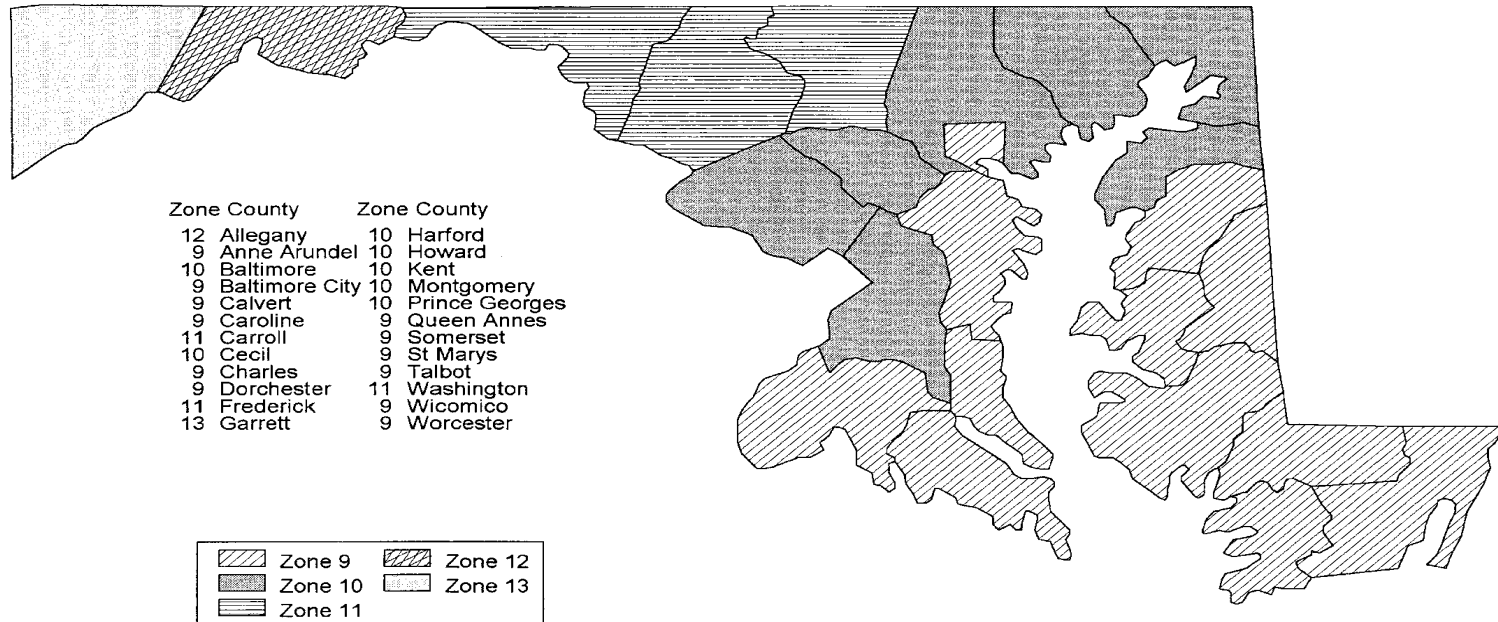 Zone County Zone County
12 Allegany 10 Harford
9 Anne Arundel 10 Howard
10 Baltimore 10 Kent
9 Baltimore City 10 Montgomery
9 Calvert 10 Prince Georges
9 Caroline 9 Queen Annes
11 Carroll 9 Somerset
10 Cecil 9 St Marys
9 Charles 9 Talbot
9 Dorchester 11 Washington
11 Frederick 9 Wicomico
13 Garrett 9 Worcester
Zone 9 Zone 12
Zone 10 Zone 13
Zone 11